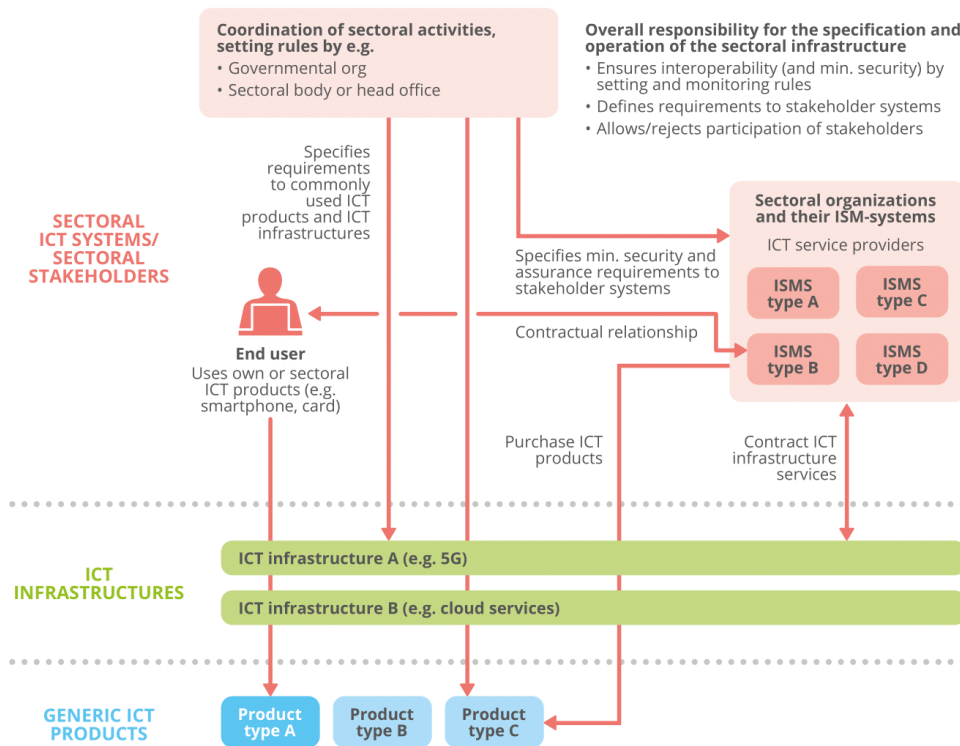 Coordination of sectoral activities,
setting rules by e.g.
• Governmental org
• Sectoral body or head office
Overall responsibility for the specification and
operation of the sectoral infrastructure
• Ensures interoperability (and min. security) by
setting and monitoring rules
• Defines requirements to stakeholder systems
• Allows/rejects participation of stakeholders
Specifies
requirements
to commonly
used ICT
products and ICT
infrastructures
SECTORAL
ICT SYSTEMS/
SECTORAL
STAKEHOLDERS
Sectoral organizations
and their ISM-systems
ICT service providers
ISMS
type A
ISMS
type C
ISMS
type B
ISMS
type D
Specifies min. security and
assurance requirements to
stakeholder systems
Contractual relationship
End user
Uses own or sectoral
ICT products (e.g.
smartphone, card)
Purchase ICT
products
Contract ICT
infrastructure
services
ICT
INFRASTRUCTURES
ICT infrastructure A (e.g. 5G)
ICT infrastructure B (e.g. cloud services)
GENERIC ICT
PRODUCTS
Product
type A
Product
type B
Product
type C